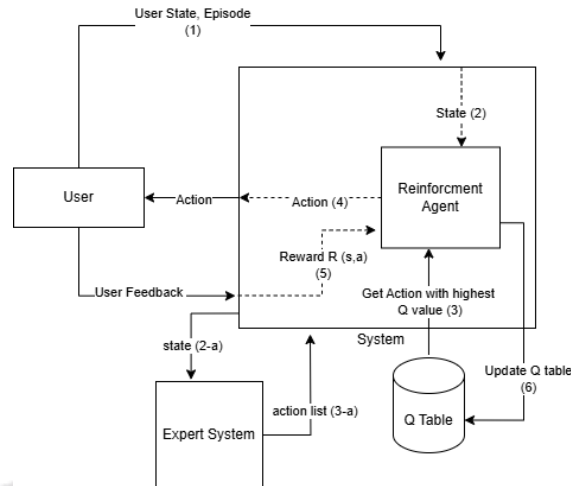 User State, Episode
(1)
State (2)
User
Action
Action (4)
Reinforcment
Agent
Reward R (s,a)
(5)
User Feedback
Get Action with highest
Q value (3)
System
state (2-a)
Update Q table
(6)
action list (3-a)
Expert System
Q Table